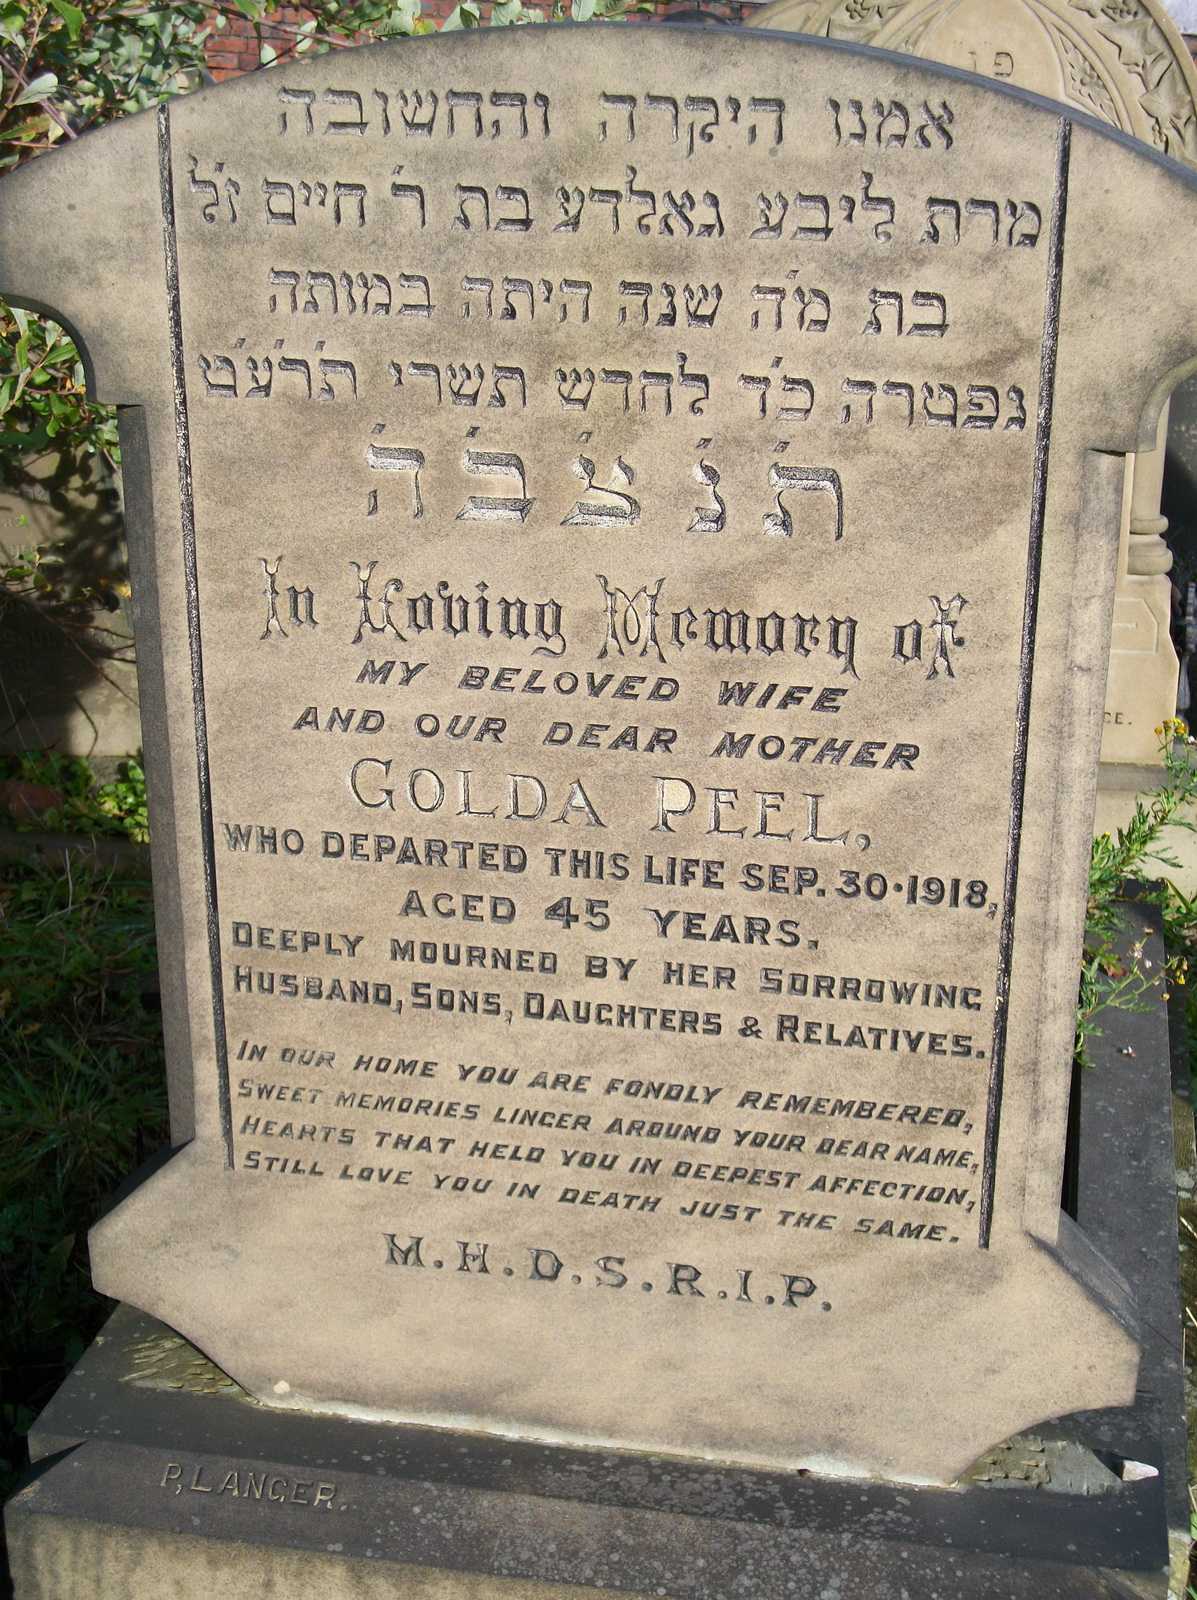 פ״ן
אמנו היקרה והחשובה
מרת ליבע גאלדע בת ר' חיים ז"ל
בת מ"ה שנה היתה במותה
נפטרה כ"ד לחדש תשרי תרע"ט
ת'נ'צ'ב'ה'
In Loving Memory of
MY BELOVED WIFE
AND OUR DEAR MOTHER
GOLDA PEEL,
WHO DEPARTED THIS LIFE SEP. 30·1918,
AGED 45 YEARS.
DEEPLY MOURNED BY HER SORROWING
HUSBAND, SONS, DAUGHTERS & RELATIVES.
IN OUR HOME YOU ARE FONDLY REMEMBERED,
SWEET MEMORIES LINGER AROUND YOUR DEAR NAME,
HEARTS THAT HELD YOU IN DEEPEST AFFECTION,
STILL LOVE YOU IN DEATH JUST THE SAME.
M.H.D.S.R.I.P.
P. LANGER.